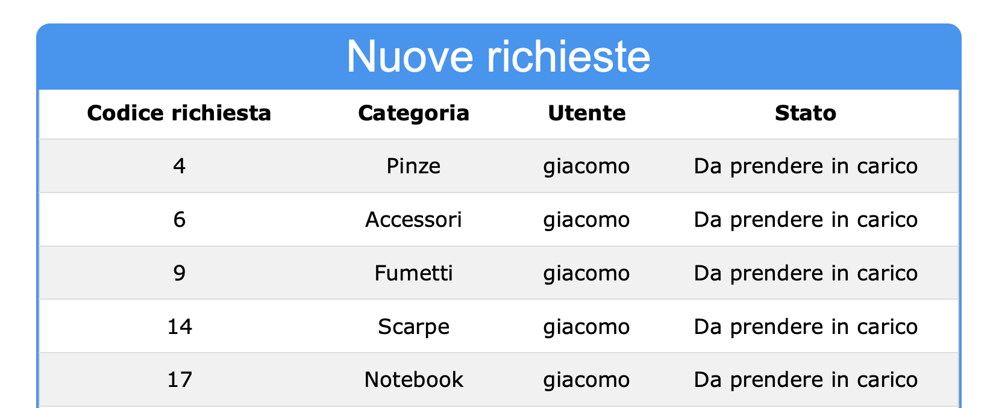 Nuove richieste
Codice richiesta Categoria Utente Stato
4 Pinze giacomo Da prendere in carico
6 Accessori giacomo Da prendere in carico
9 Fumetti giacomo Da prendere in carico
14 Scarpe giacomo Da prendere in carico
17 Notebook giacomo Da prendere in carico